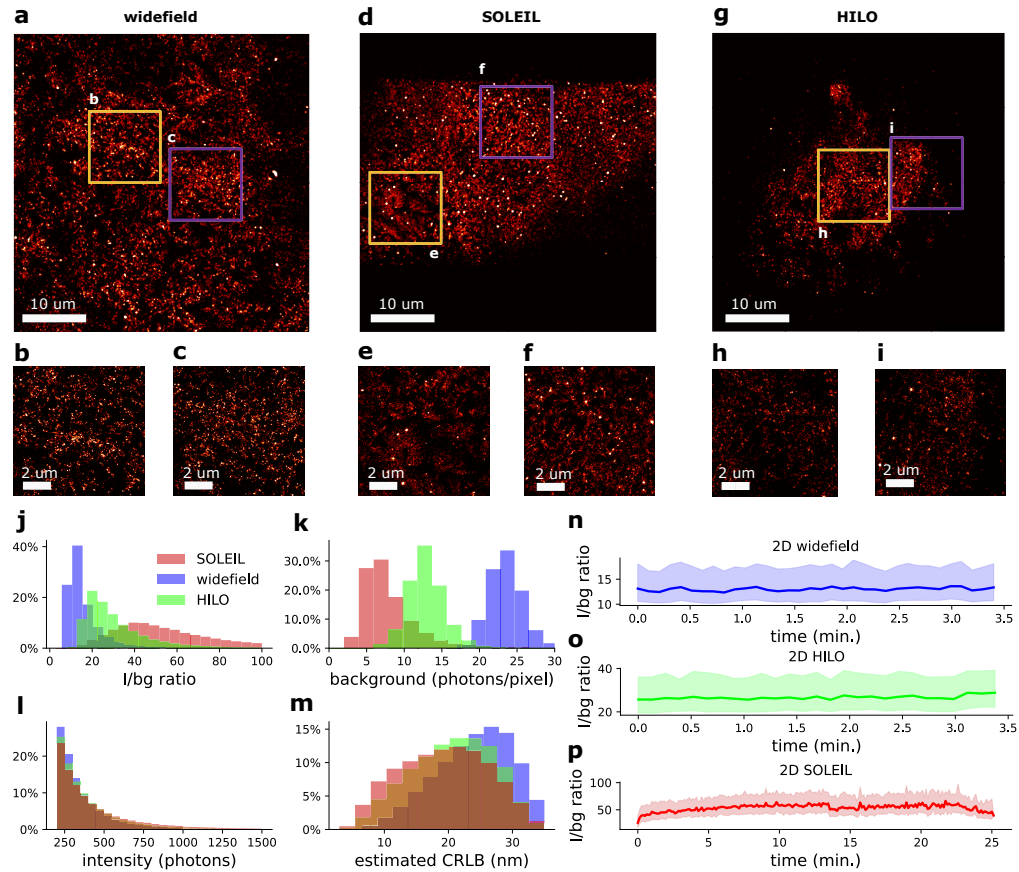 a
widefield
d
SOLEIL
g
HILO
b
c
10 um
f
e
10 um
i
h
10 um
b
c
e
f
h
i
2 um
2 um
2 um
2 um
2 um
2 um
j
40%
20%
0%
0 20 40 60 80 100
I/bg ratio
SOLEIL
widefield
HILO
k
30.0%
20.0%
10.0%
0.0%
0 5 10 15 20 25 30
background (photons/pixel)
n
2D widefield
I/bg ratio
15
10
0.0 0.5 1.0 1.5 2.0 2.5 3.0 3.5
time (min.)
o
2D HILO
I/bg ratio
40
20
0.0 0.5 1.0 1.5 2.0 2.5 3.0 3.5
time (min.)
l
20%
10%
0%
250 500 750 1000 1250 1500
intensity (photons)
m
15%
10%
5%
0%
0 10 20 30
estimated CRLB (nm)
p
2D SOLEIL
I/bg ratio
100
50
0 5 10 15 20 25
time (min.)